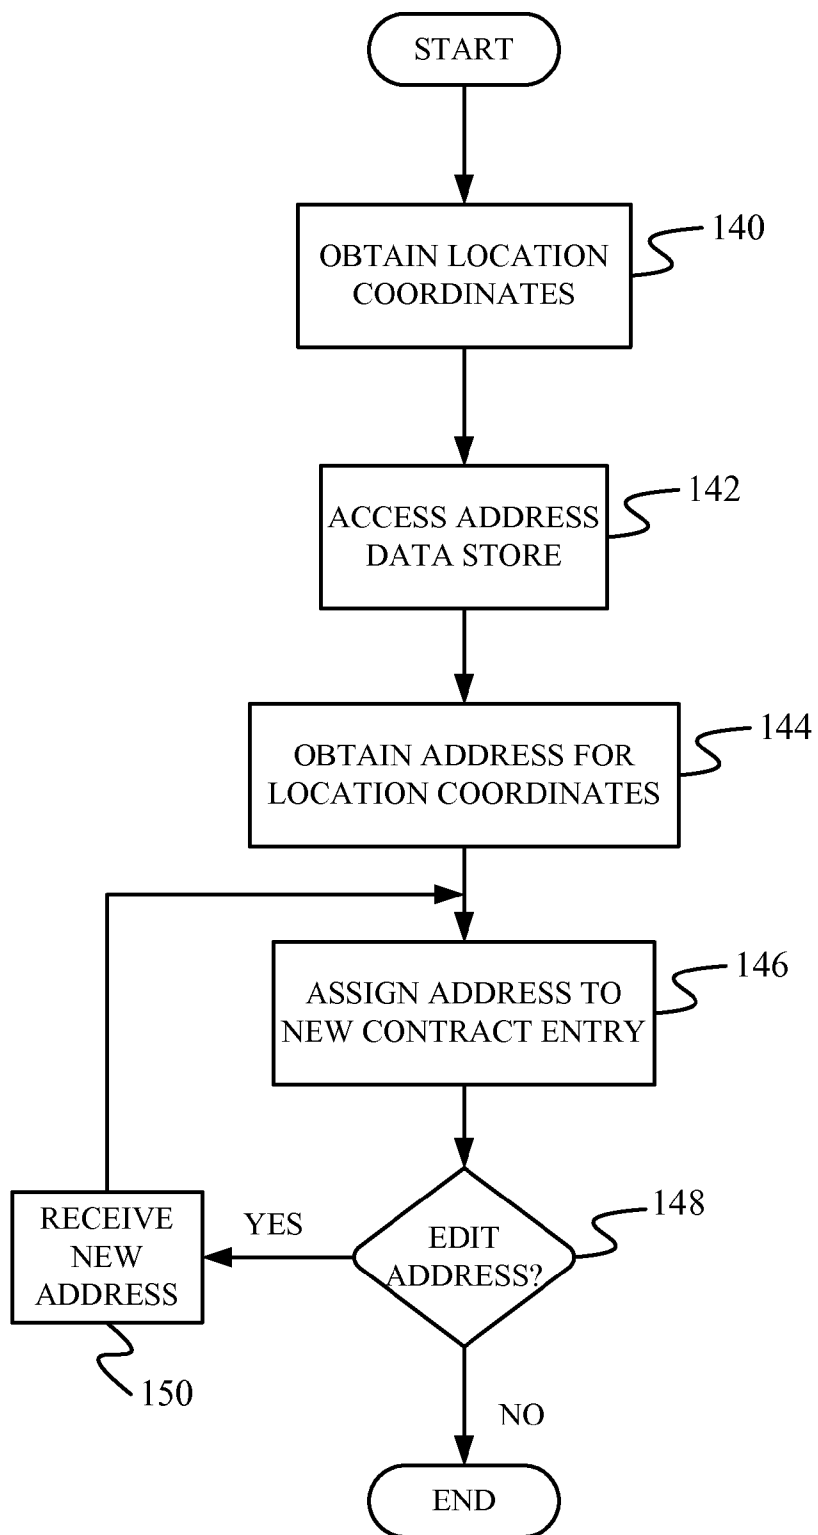 START
OBTAIN LOCATION
COORDINATES
140
ACCESS ADDRESS
DATA STORE
142
OBTAIN ADDRESS FOR
LOCATION COORDINATES
144
ASSIGN ADDRESS TO
NEW CONTRACT ENTRY
146
EDIT
ADDRESS?
148
YES
RECEIVE
NEW
ADDRESS
150
NO
END